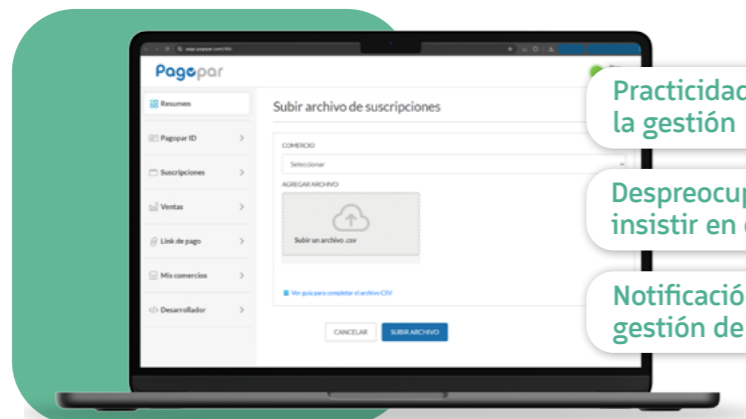 Pagopar
Resumen
Pagopar ID
Suscripciones
Ventas
Link de pago
Mis comercios
Desarrollador
Subir archivo de suscripciones
COMERCIO
Seleccionar
AGREGAR ARCHIVO
Subir un archivo .csv
Ver guía para completar el archivo CSV
CANCELAR
SUBIR ARCHIVO
Practicidad
la gestión
Despreocup
insistir en
Notificació
gestión de